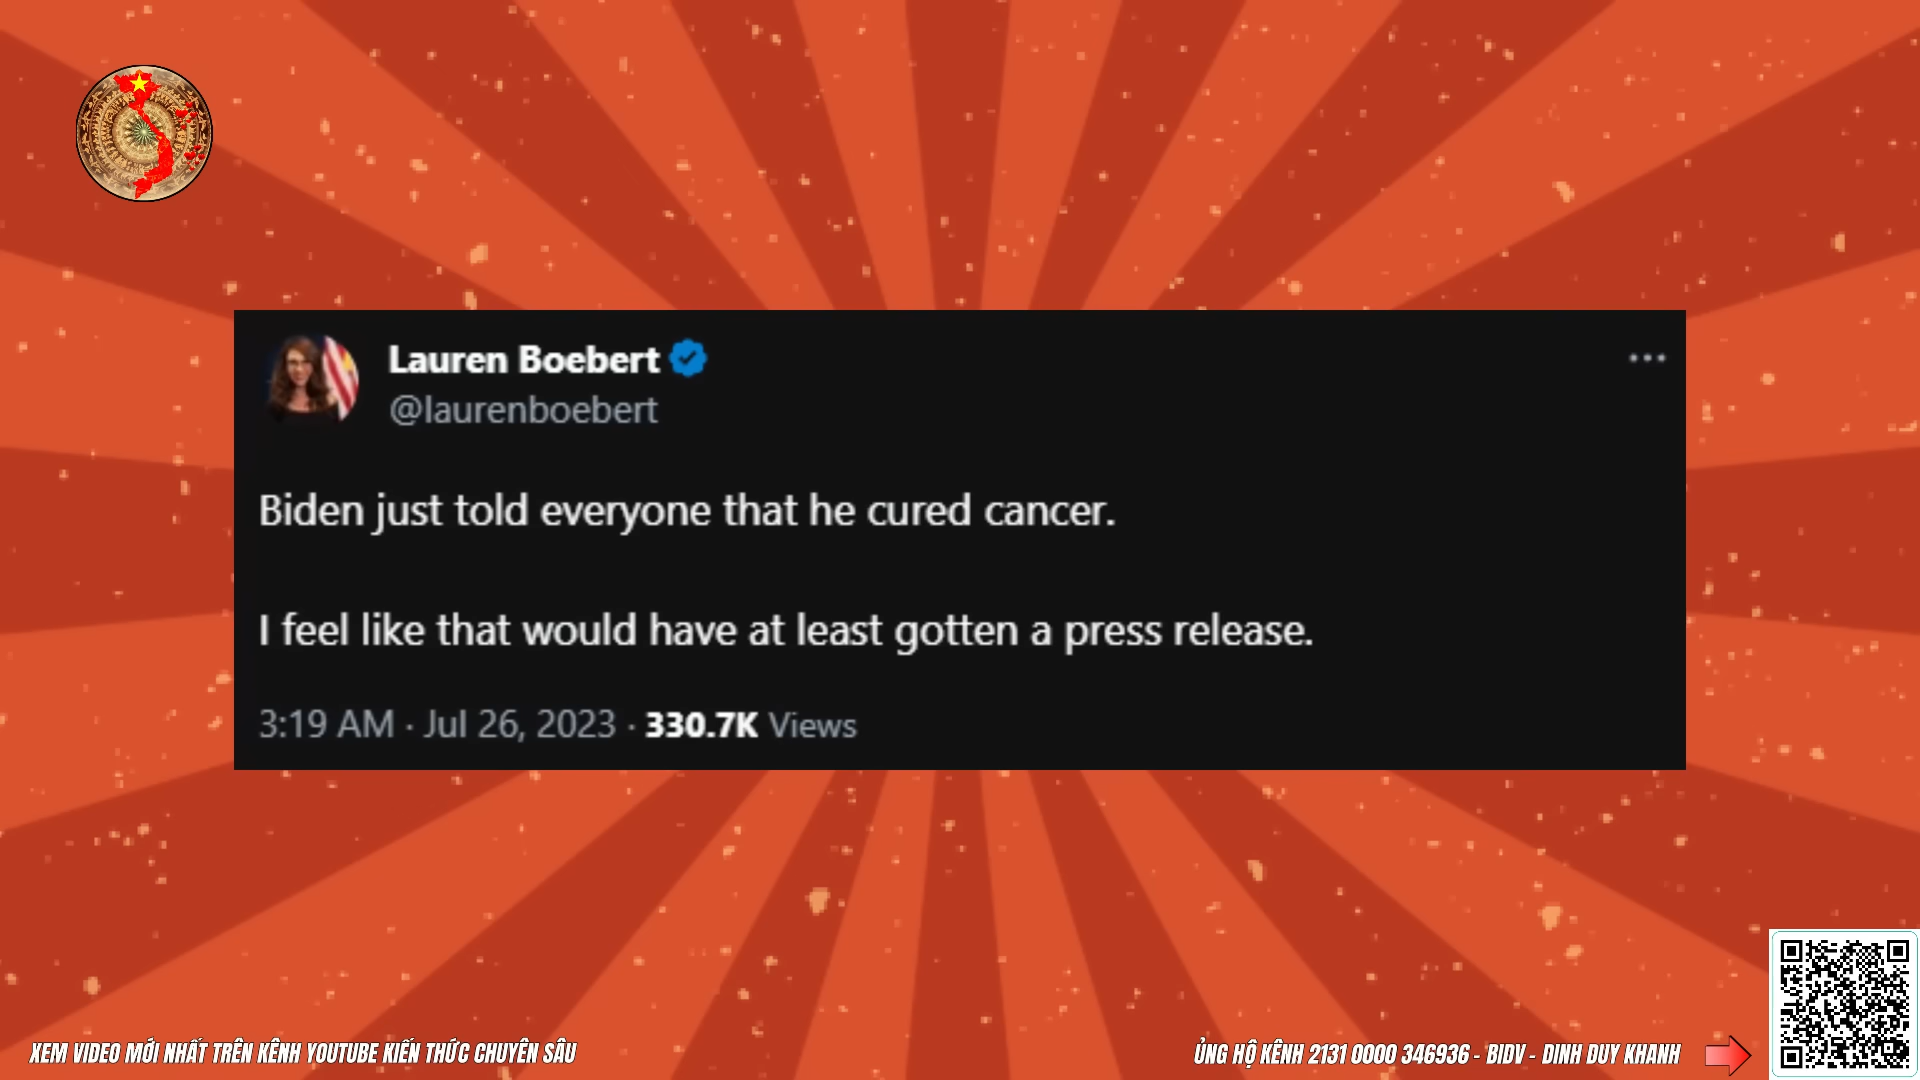 Lauren Boebert
@laurenboebert
Biden just told everyone that he cured cancer.
I feel like that would have at least gotten a press release.
3:19 AM · Jul 26, 2023 · 330.7K Views
XEM VIDEO MỚI NHẤT TRÊN KÊNH YOUTUBE KIẾN THỨC CHUYÊN SÂU
ỦNG HỘ KÊNH 2131 0000 346936 - BIDV - DINH DUY KHANH